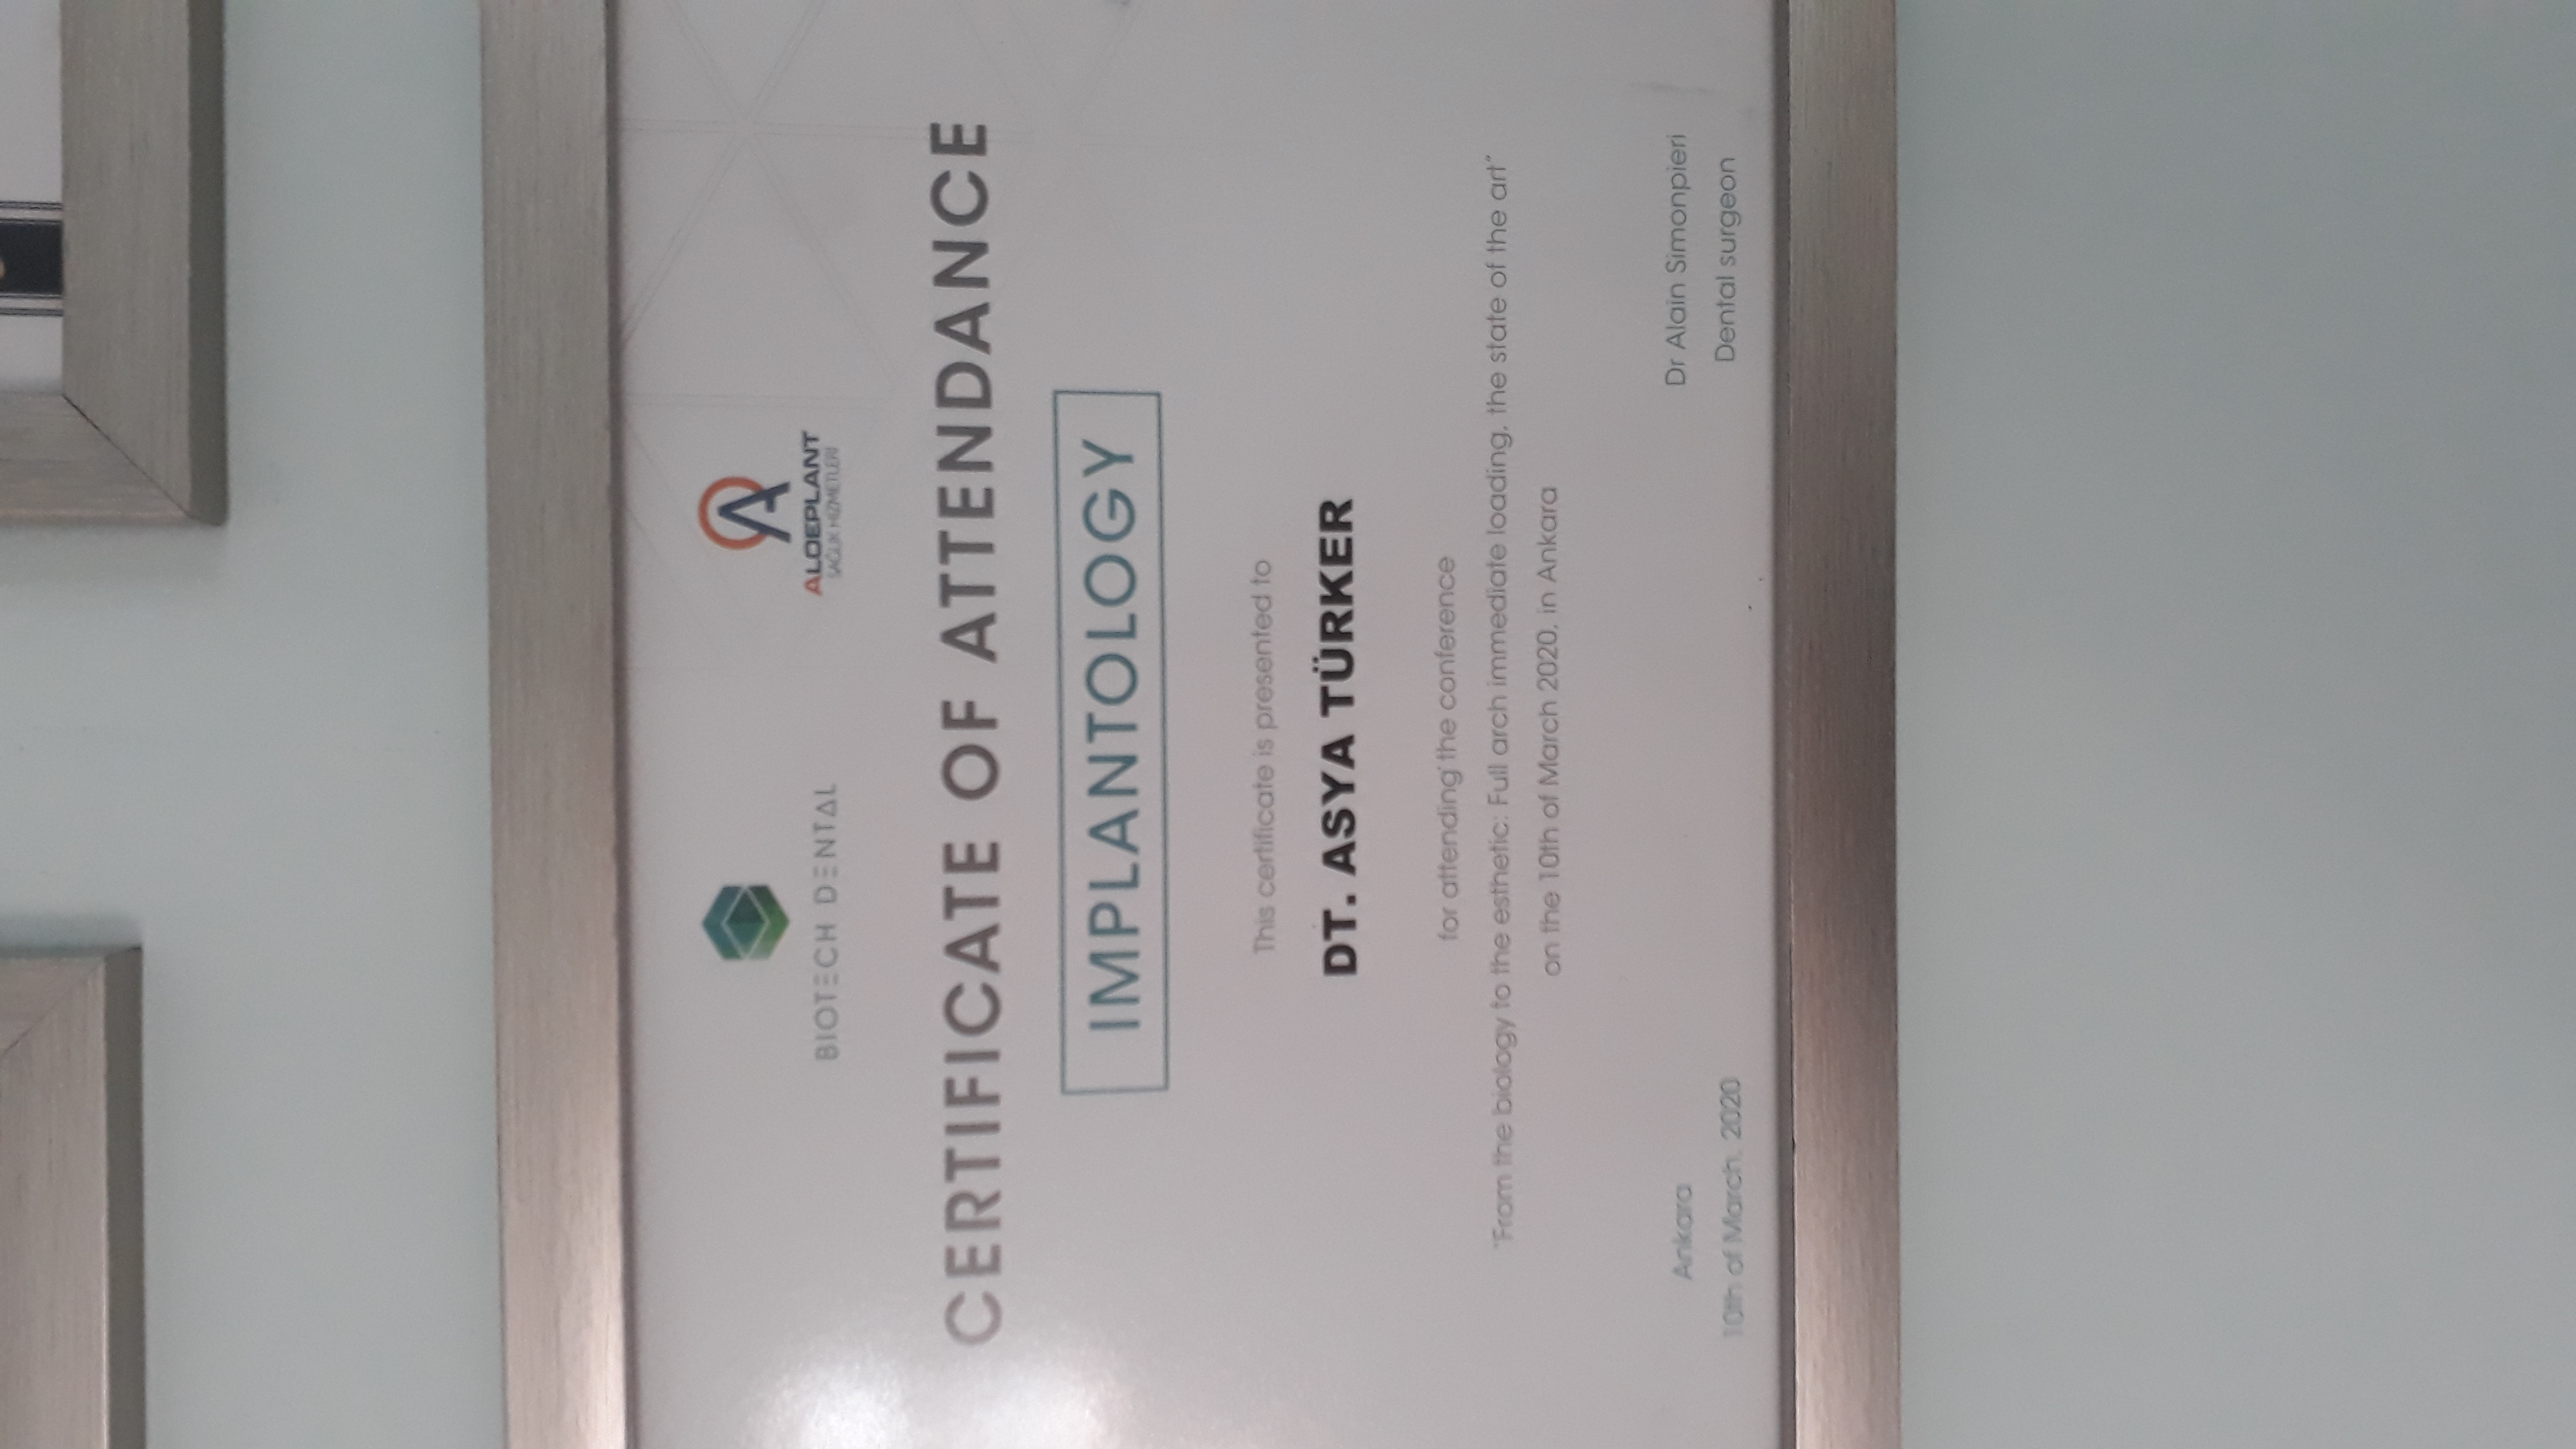 BIOTECH DENTAL
ALOEPLANT
SAĞLIK HİZMETLERİ
CERTIFICATE OF ATTENDANCE
IMPLANTOLOGY
This certificate is presented to
DT. ASYA TÜRKER
for attending the conference
"From the biology to the esthetic: Full arch immediate loading, the state of the art"
on the 10th of March 2020, in Ankara
Ankara
10th of March, 2020
Dr Alain Simonpieri
Dental surgeon